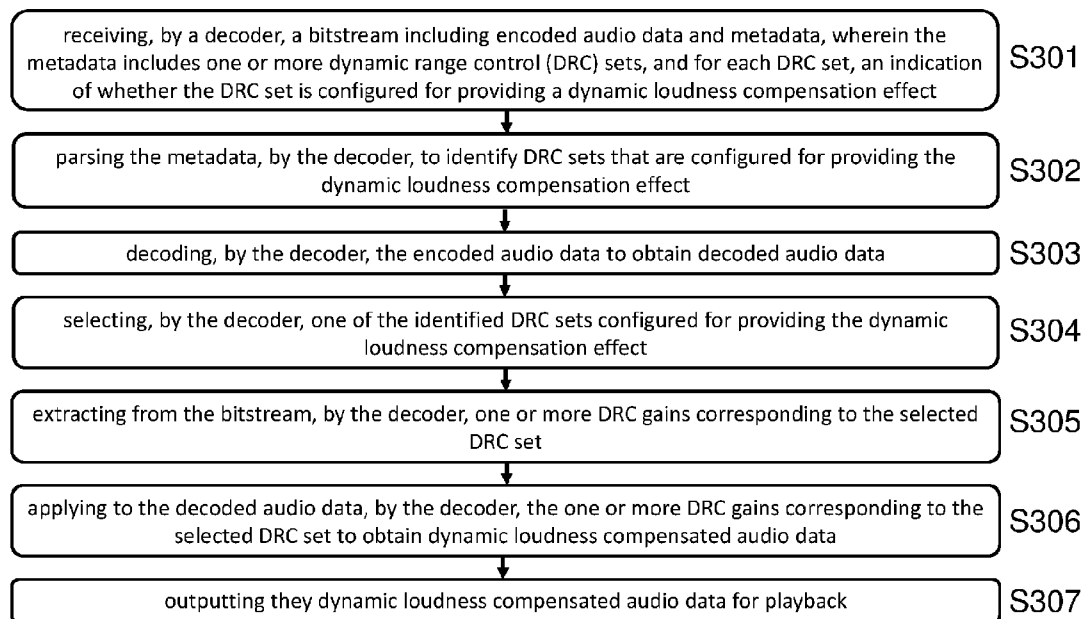 receiving, by a decoder, a bitstream including encoded audio data and metadata, wherein the
metadata includes one or more dynamic range control (DRC) sets, and for each DRC set, an indication
of whether the DRC set is configured for providing a dynamic loudness compensation effect
S301
parsing the metadata, by the decoder, to identify DRC sets that are configured for providing the
dynamic loudness compensation effect
S302
decoding, by the decoder, the encoded audio data to obtain decoded audio data
S303
selecting, by the decoder, one of the identified DRC sets configured for providing the dynamic
loudness compensation effect
S304
extracting from the bitstream, by the decoder, one or more DRC gains corresponding to the selected
DRC set
S305
applying to the decoded audio data, by the decoder, the one or more DRC gains corresponding to the
selected DRC set to obtain dynamic loudness compensated audio data
S306
outputting they dynamic loudness compensated audio data for playback
S307